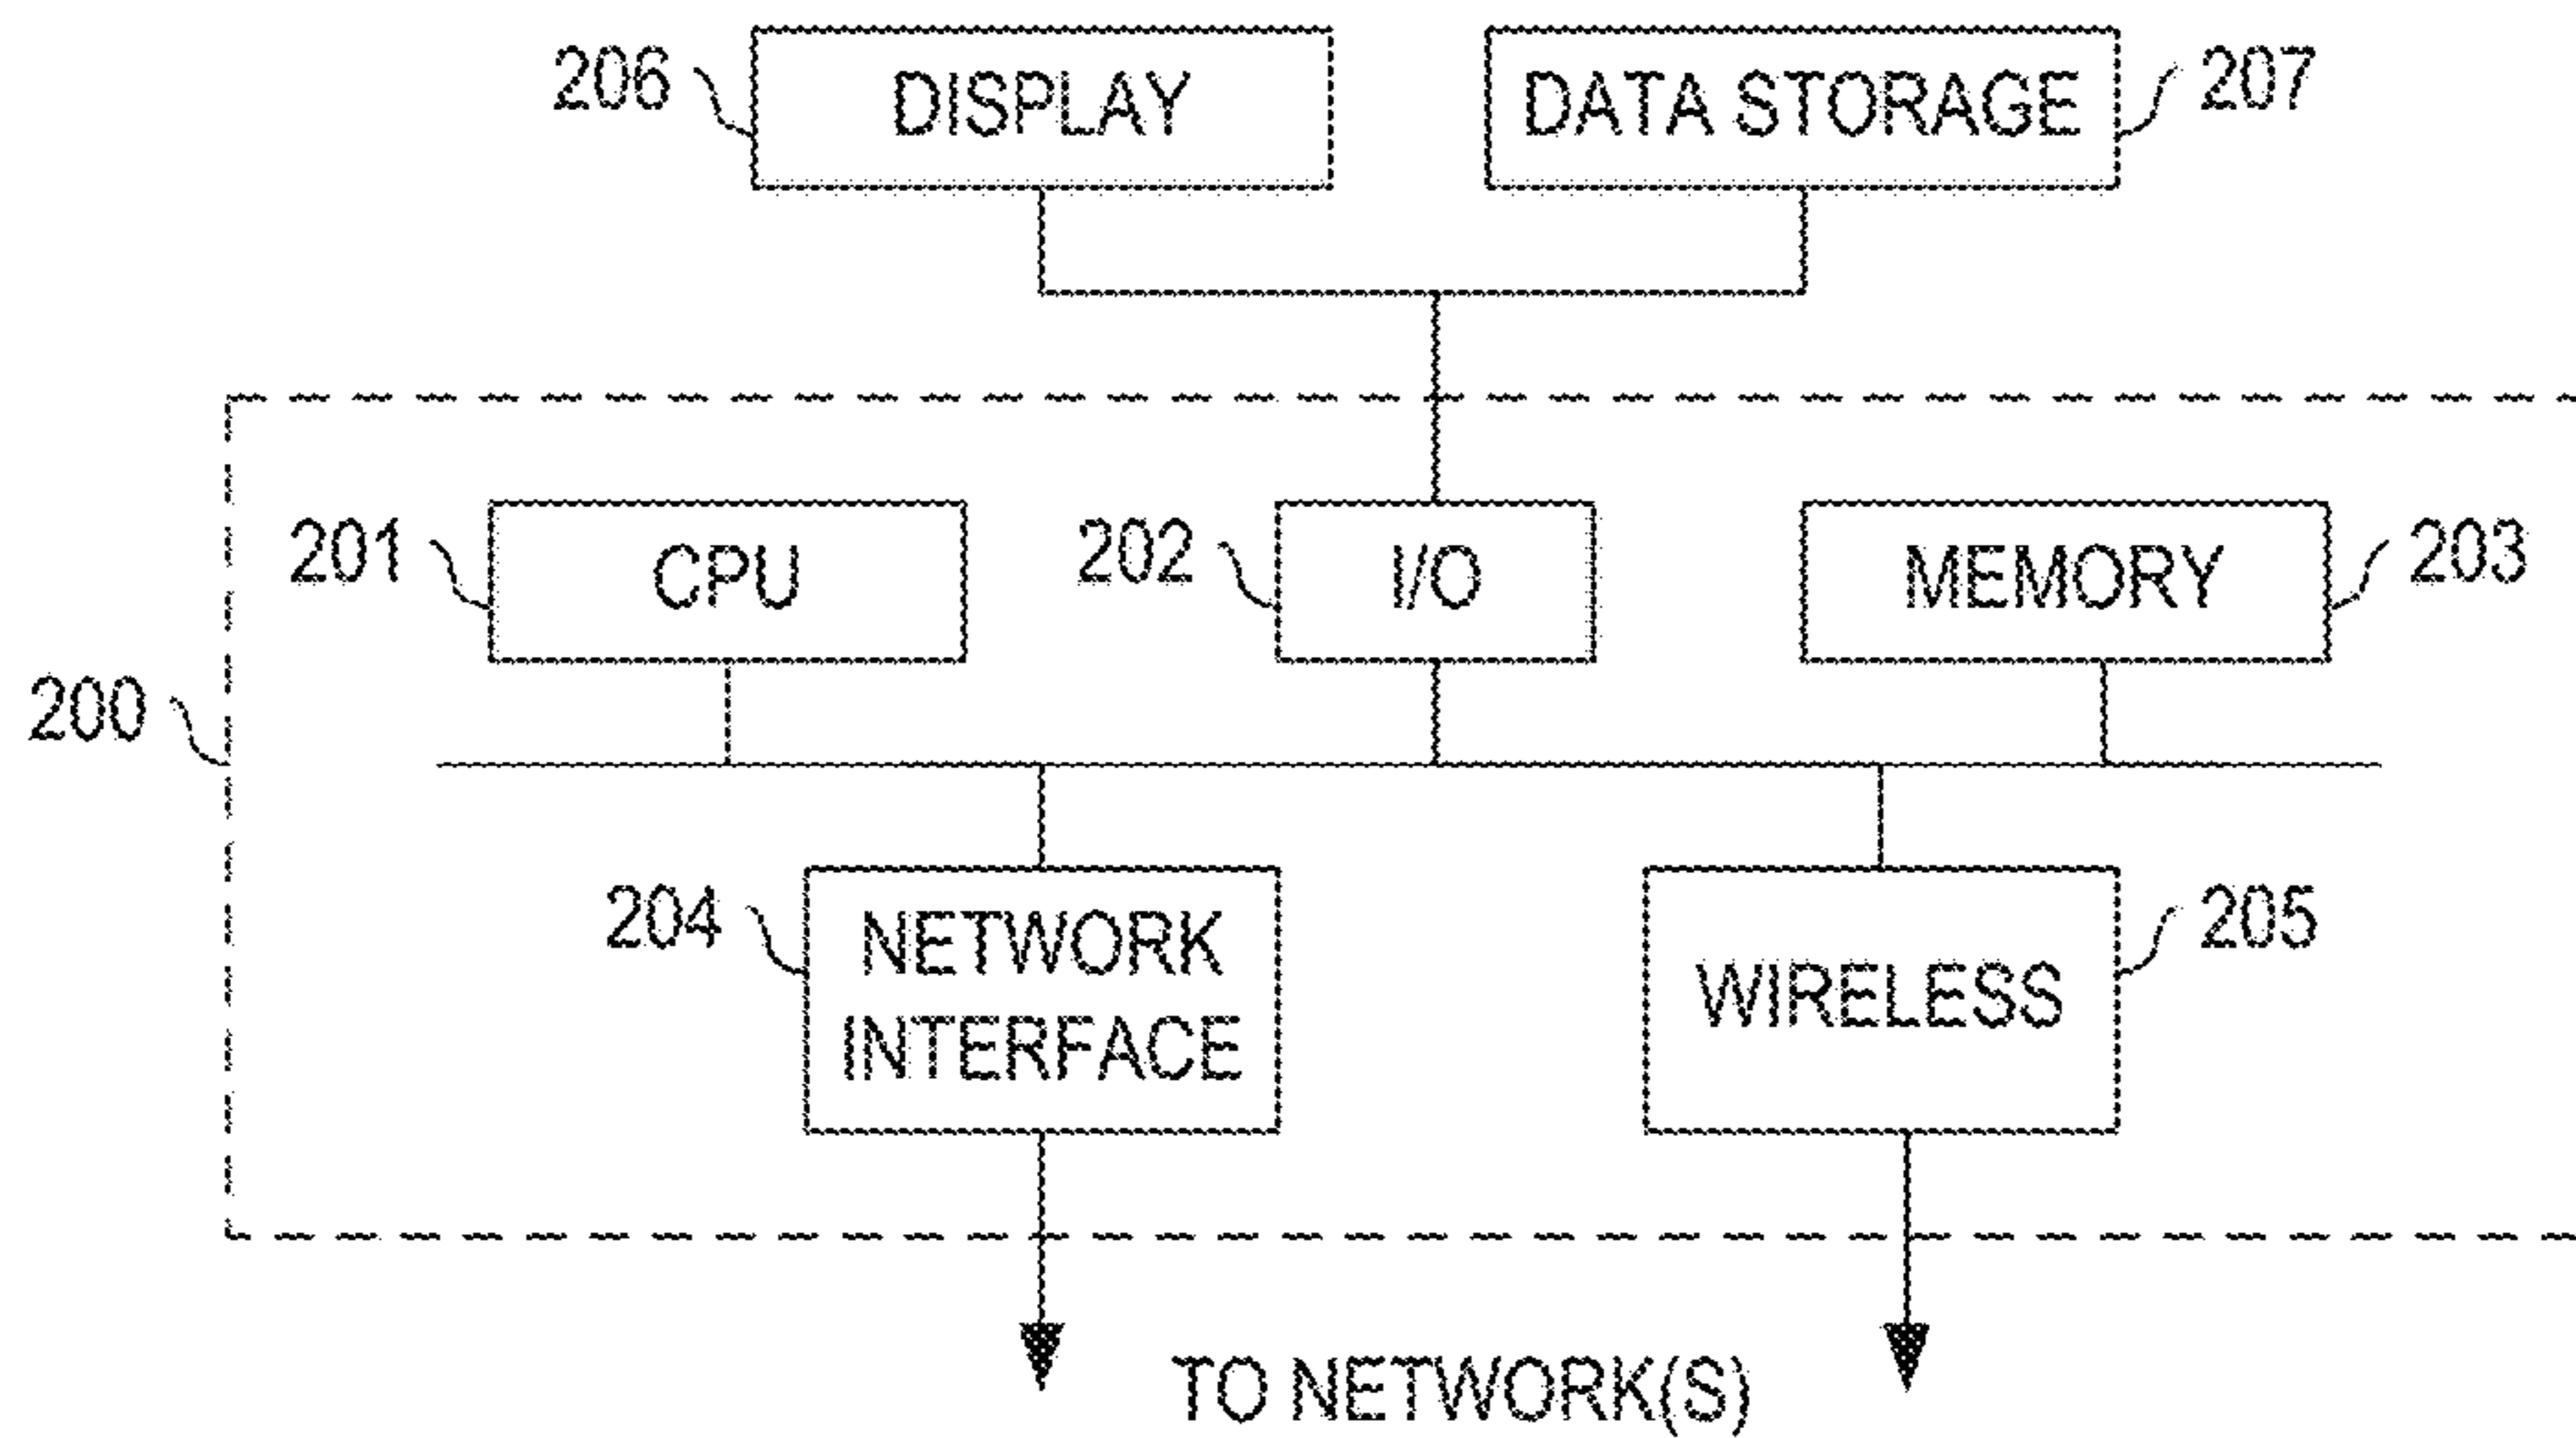 206 DISPLAY DATA STORAGE 207
201 CPU 202 I/O MEMORY 203
200
204 NETWORK INTERFACE WIRELESS 205
TO NETWORK(S)